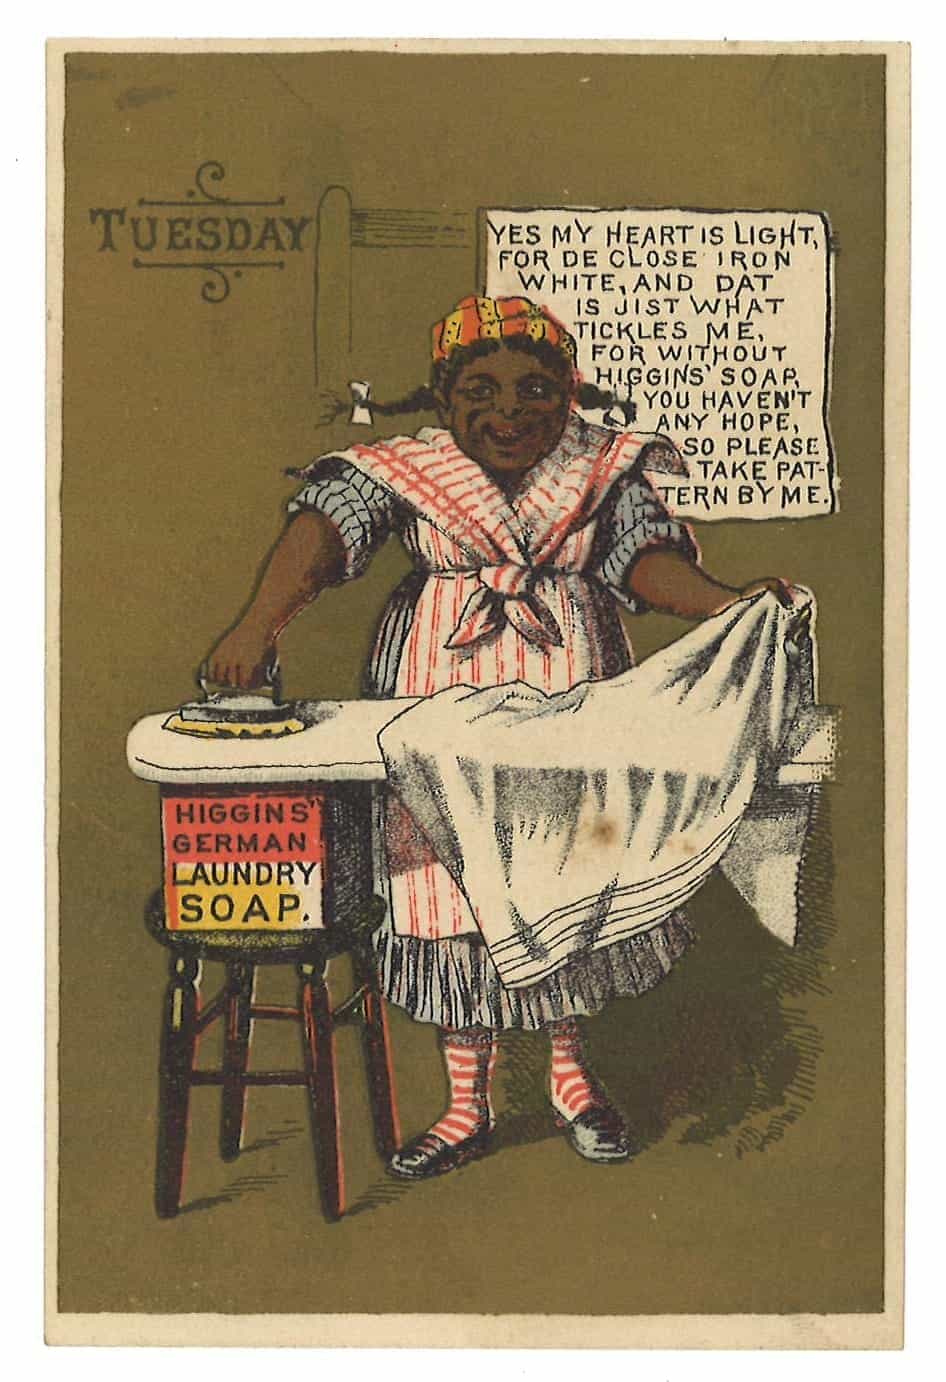 TUESDAY
YES MY HEART IS LIGHT,
FOR DE CLOSE IRON
WHITE, AND DAT
IS JIST WHAT
TICKLES ME,
FOR WITHOUT
HIGGINS' SOAP,
YOU HAVEN'T
ANY HOPE,
SO PLEASE
TAKE PAT-
TERN BY ME.
HIGGINS'
GERMAN
LAUNDRY
SOAP.